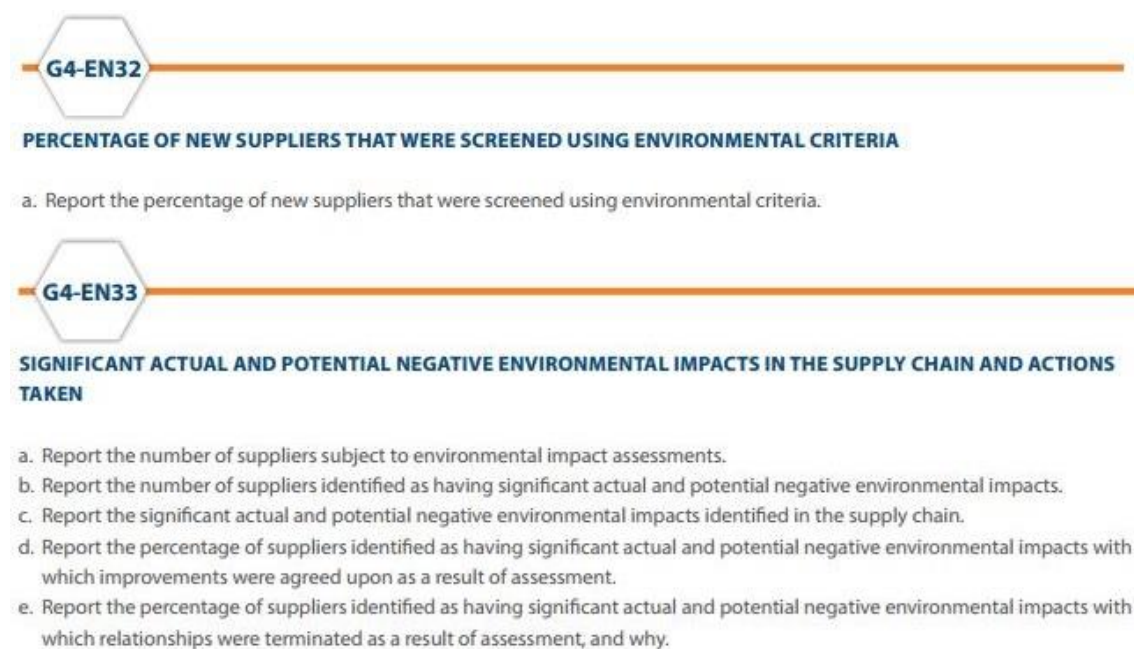 G4-EN32
PERCENTAGE OF NEW SUPPLIERS THAT WERE SCREENED USING ENVIRONMENTAL CRITERIA
a. Report the percentage of new suppliers that were screened using environmental criteria.
G4-EN33
SIGNIFICANT ACTUAL AND POTENTIAL NEGATIVE ENVIRONMENTAL IMPACTS IN THE SUPPLY CHAIN AND ACTIONS
TAKEN
a. Report the number of suppliers subject to environmental impact assessments.
b. Report the number of suppliers identified as having significant actual and potential negative environmental impacts.
c. Report the significant actual and potential negative environmental impacts identified in the supply chain.
d. Report the percentage of suppliers identified as having significant actual and potential negative environmental impacts with
which improvements were agreed upon as a result of assessment.
e. Report the percentage of suppliers identified as having significant actual and potential negative environmental impacts with
which relationships were terminated as a result of assessment, and why.